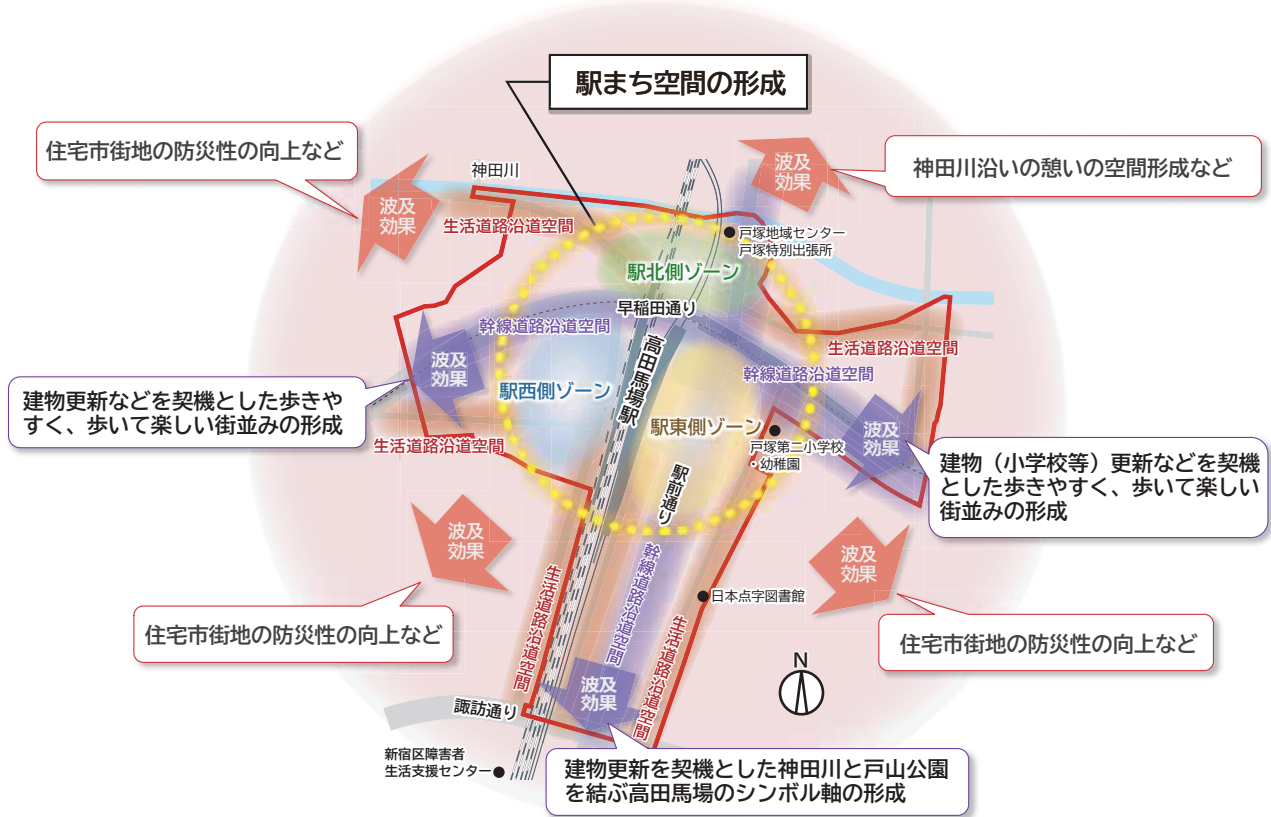 駅まち空間の形成
住宅市街地の防災性の向上など
神田川
波及
効果
神田川沿いの憩いの空間形成など
波及
効果
生活道路沿道空間
戸塚地域センター
戸塚特別出張所
駅北側ゾーン
早稲田通り
幹線道路沿道空間
高田馬場駅
生活道路沿道空間
波及
効果
駅西側ゾーン
幹線道路沿道空間
建物更新などを契機とした歩きや
すく、歩いて楽しい街並みの形成
生活道路沿道空間
駅東側ゾーン
戸塚第二小学校
・幼稚園
波及
効果
建物（小学校等）更新などを契機
とした歩きやすく、歩いて楽しい
街並みの形成
駅前通り
波及
効果
波及
効果
幹線道路沿道空間
生活道路沿道空間
日本点字図書館
生活道路沿道空間
住宅市街地の防災性の向上など
住宅市街地の防災性の向上など
N
波及
効果
諏訪通り
新宿区障害者
生活支援センター
建物更新を契機とした神田川と戸山公園
を結ぶ高田馬場のシンボル軸の形成